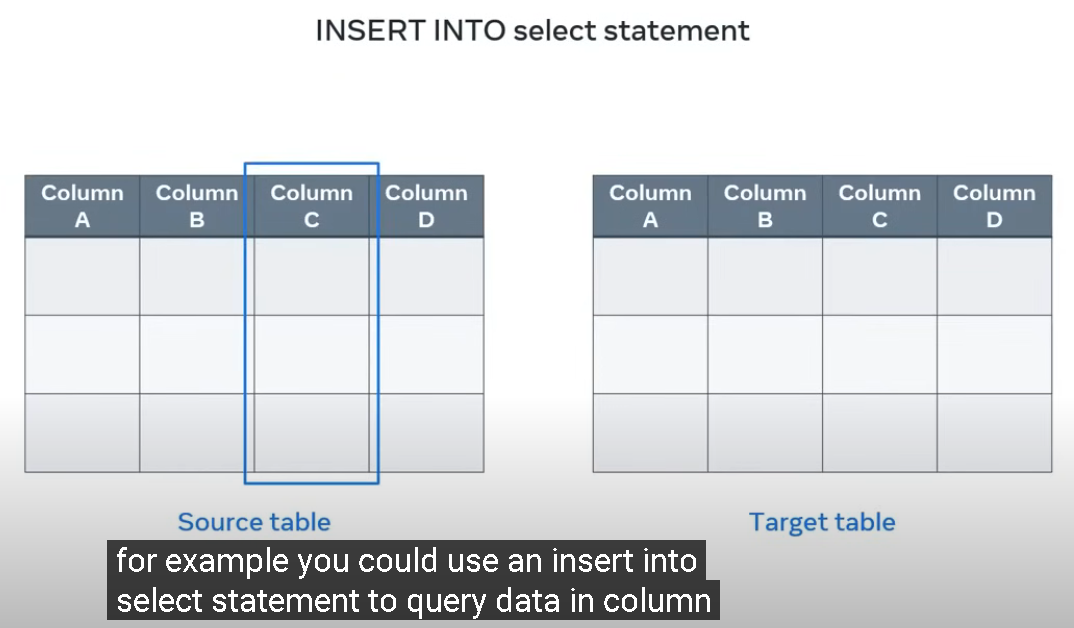 INSERT INTO select statement
Column A
Column B
Column C
Column D
Column A
Column B
Column C
Column D
Source table
Target table
for example you could use an insert into
select statement to query data in column